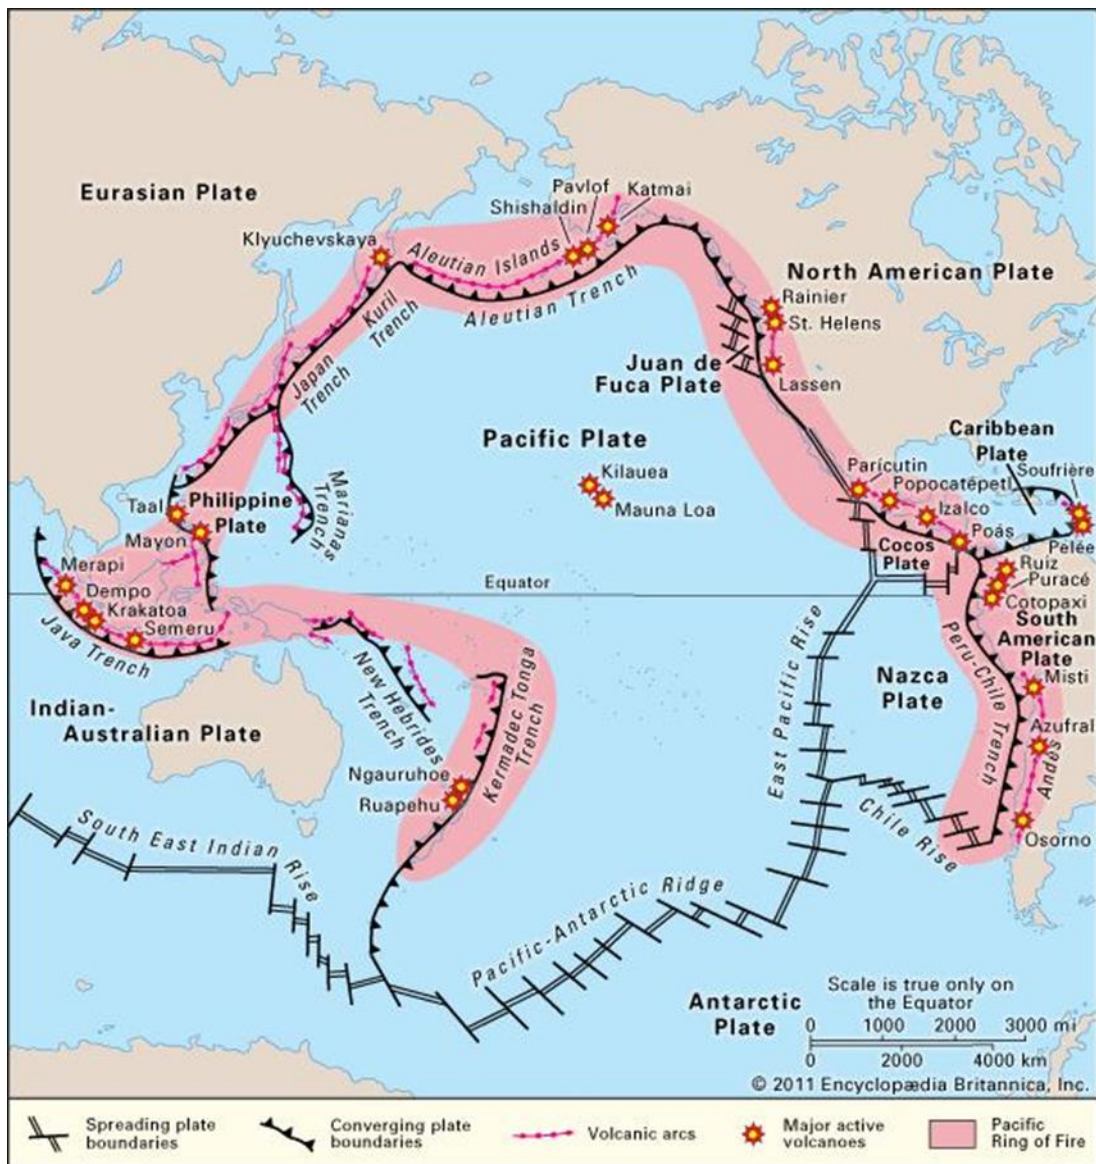 Eurasian Plate
Pavlof
Katmai
Shishaldin
Klyuchevskaya
Aleutian Islands
Aleutian Trench
Kuril
Trench
Japan
Trench
North American Plate
Rainier
St. Helens
Lassen
Juan de
Fuca Plate
Pacific Plate
Kilauea
Mauna Loa
Caribbean
Plate
Soufrière
Parícutin
Popocatépetl
Izalco
Poás
Pelée
Cocos
Plate
Taal
Philippine
Plate
Mayon
Marianas
Trench
Merapi
Dempo
Krakatoa
Semeru
Java Trench
Equator
Ruiz
Puracé
Cotopaxi
South
American
Plate
Misti
Azufral
Andes
Osorno
Peru-Chile Trench
Nazca
Plate
East Pacific Rise
Chile Rise
Indian-
Australian Plate
New Hebrides
Trench
Kermadec Tonga
Trench
Ngauruhoe
Ruapehu
South East Indian Rise
Pacific-Antarctic Ridge
Antarctic
Plate
Scale is true only on
the Equator
0 1000 2000 3000 mi
0 2000 4000 km
© 2011 Encyclopædia Britannica, Inc.
Spreading plate
boundaries
Converging plate
boundaries
Volcanic arcs
Major active
volcanoes
Pacific
Ring of Fire